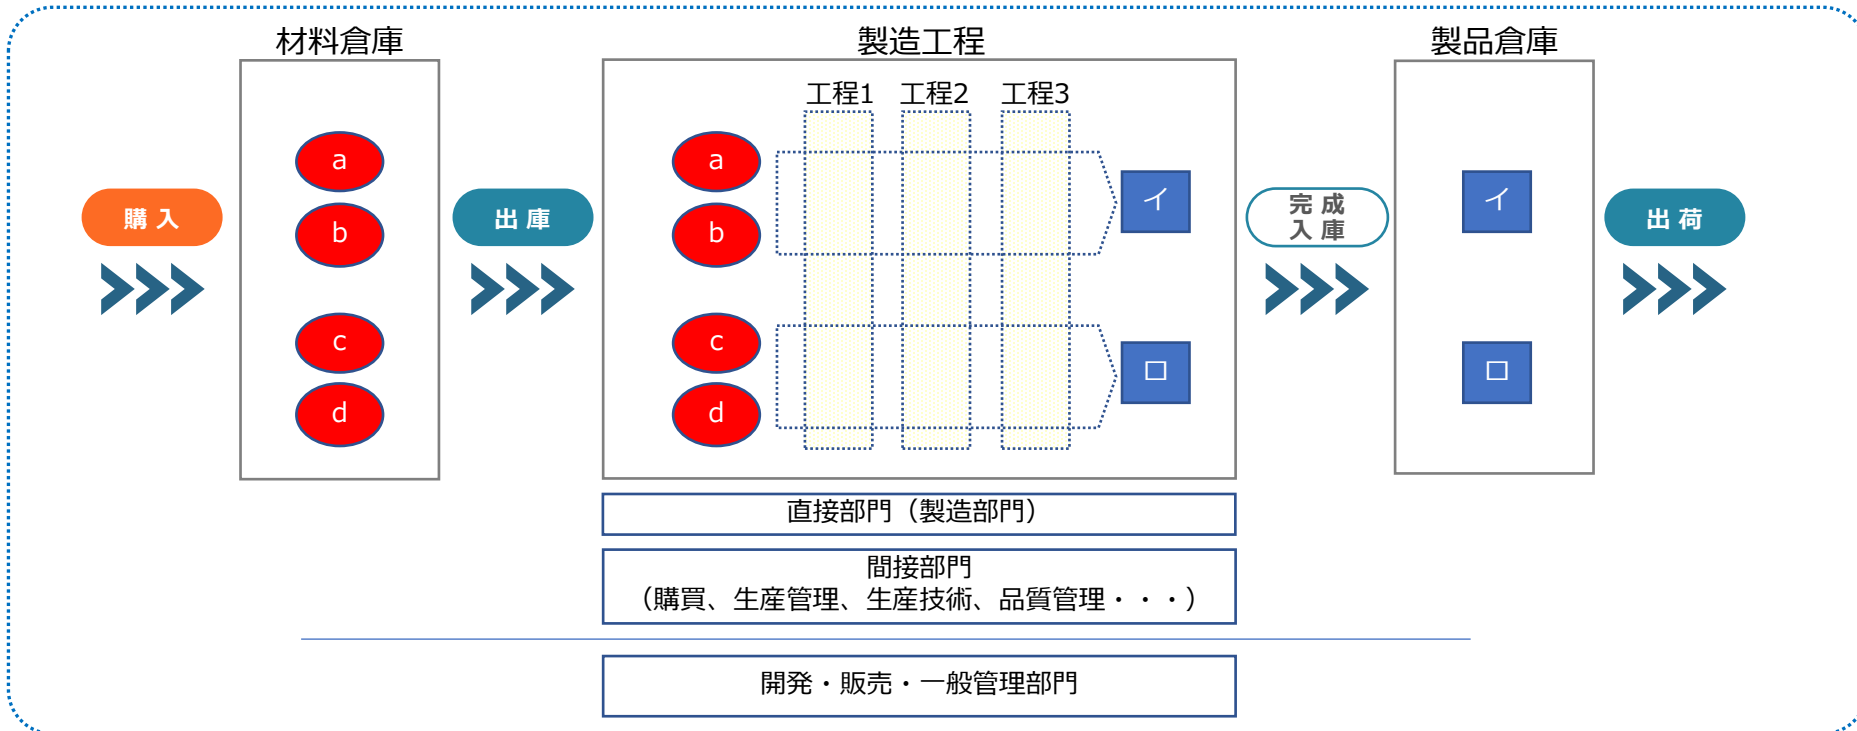 材料倉庫
製造工程
製品倉庫
工程1
工程2
工程3
a
b
c
d
a
b
c
d
イ
ロ
イ
ロ
購入
出庫
完成
入庫
出荷
直接部門（製造部門）
間接部門
（購買、生産管理、生産技術、品質管理・・・）
開発・販売・一般管理部門